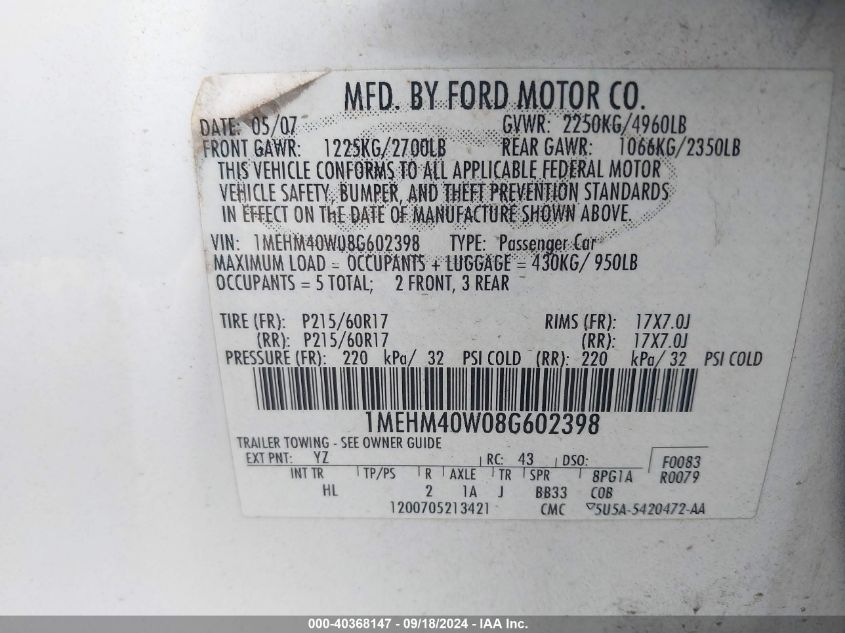 MFD. BY FORD MOTOR CO.
DATE: 05/07 GVWR: 2250KG/4960LB
FRONT GAWR: 1225KG/2700LB REAR GAWR: 1066KG/2350LB
THIS VEHICLE CONFORMS TO ALL APPLICABLE FEDERAL MOTOR
VEHICLE SAFETY, BUMPER, AND THEFT PREVENTION STANDARDS
IN EFFECT ON THE DATE OF MANUFACTURE SHOWN ABOVE.
VIN: 1MEHM40W08G602398 TYPE: Passenger Car
MAXIMUM LOAD = OCCUPANTS + LUGGAGE = 430KG/ 950LB
OCCUPANTS = 5 TOTAL; 2 FRONT, 3 REAR
TIRE (FR): P215/60R17 RIMS (FR): 17X7.0J
(RR): P215/60R17 (RR): 17X7.0J
PRESSURE (FR): 220 kPa/ 32 PSI COLD (RR): 220 kPa/ 32 PSI COLD
1MEHM40W08G602398
TRAILER TOWING - SEE OWNER GUIDE
EXT PNT: YZ RC: 43 DSO: F0083
INT TR TP/PS R AXLE TR SPR 8PG1A R0079
HL 2 1A J BB33 COB
1200705213421 CMC 5U5A-5420472-AA
000-40368147 - 09/18/2024 - IAA Inc.